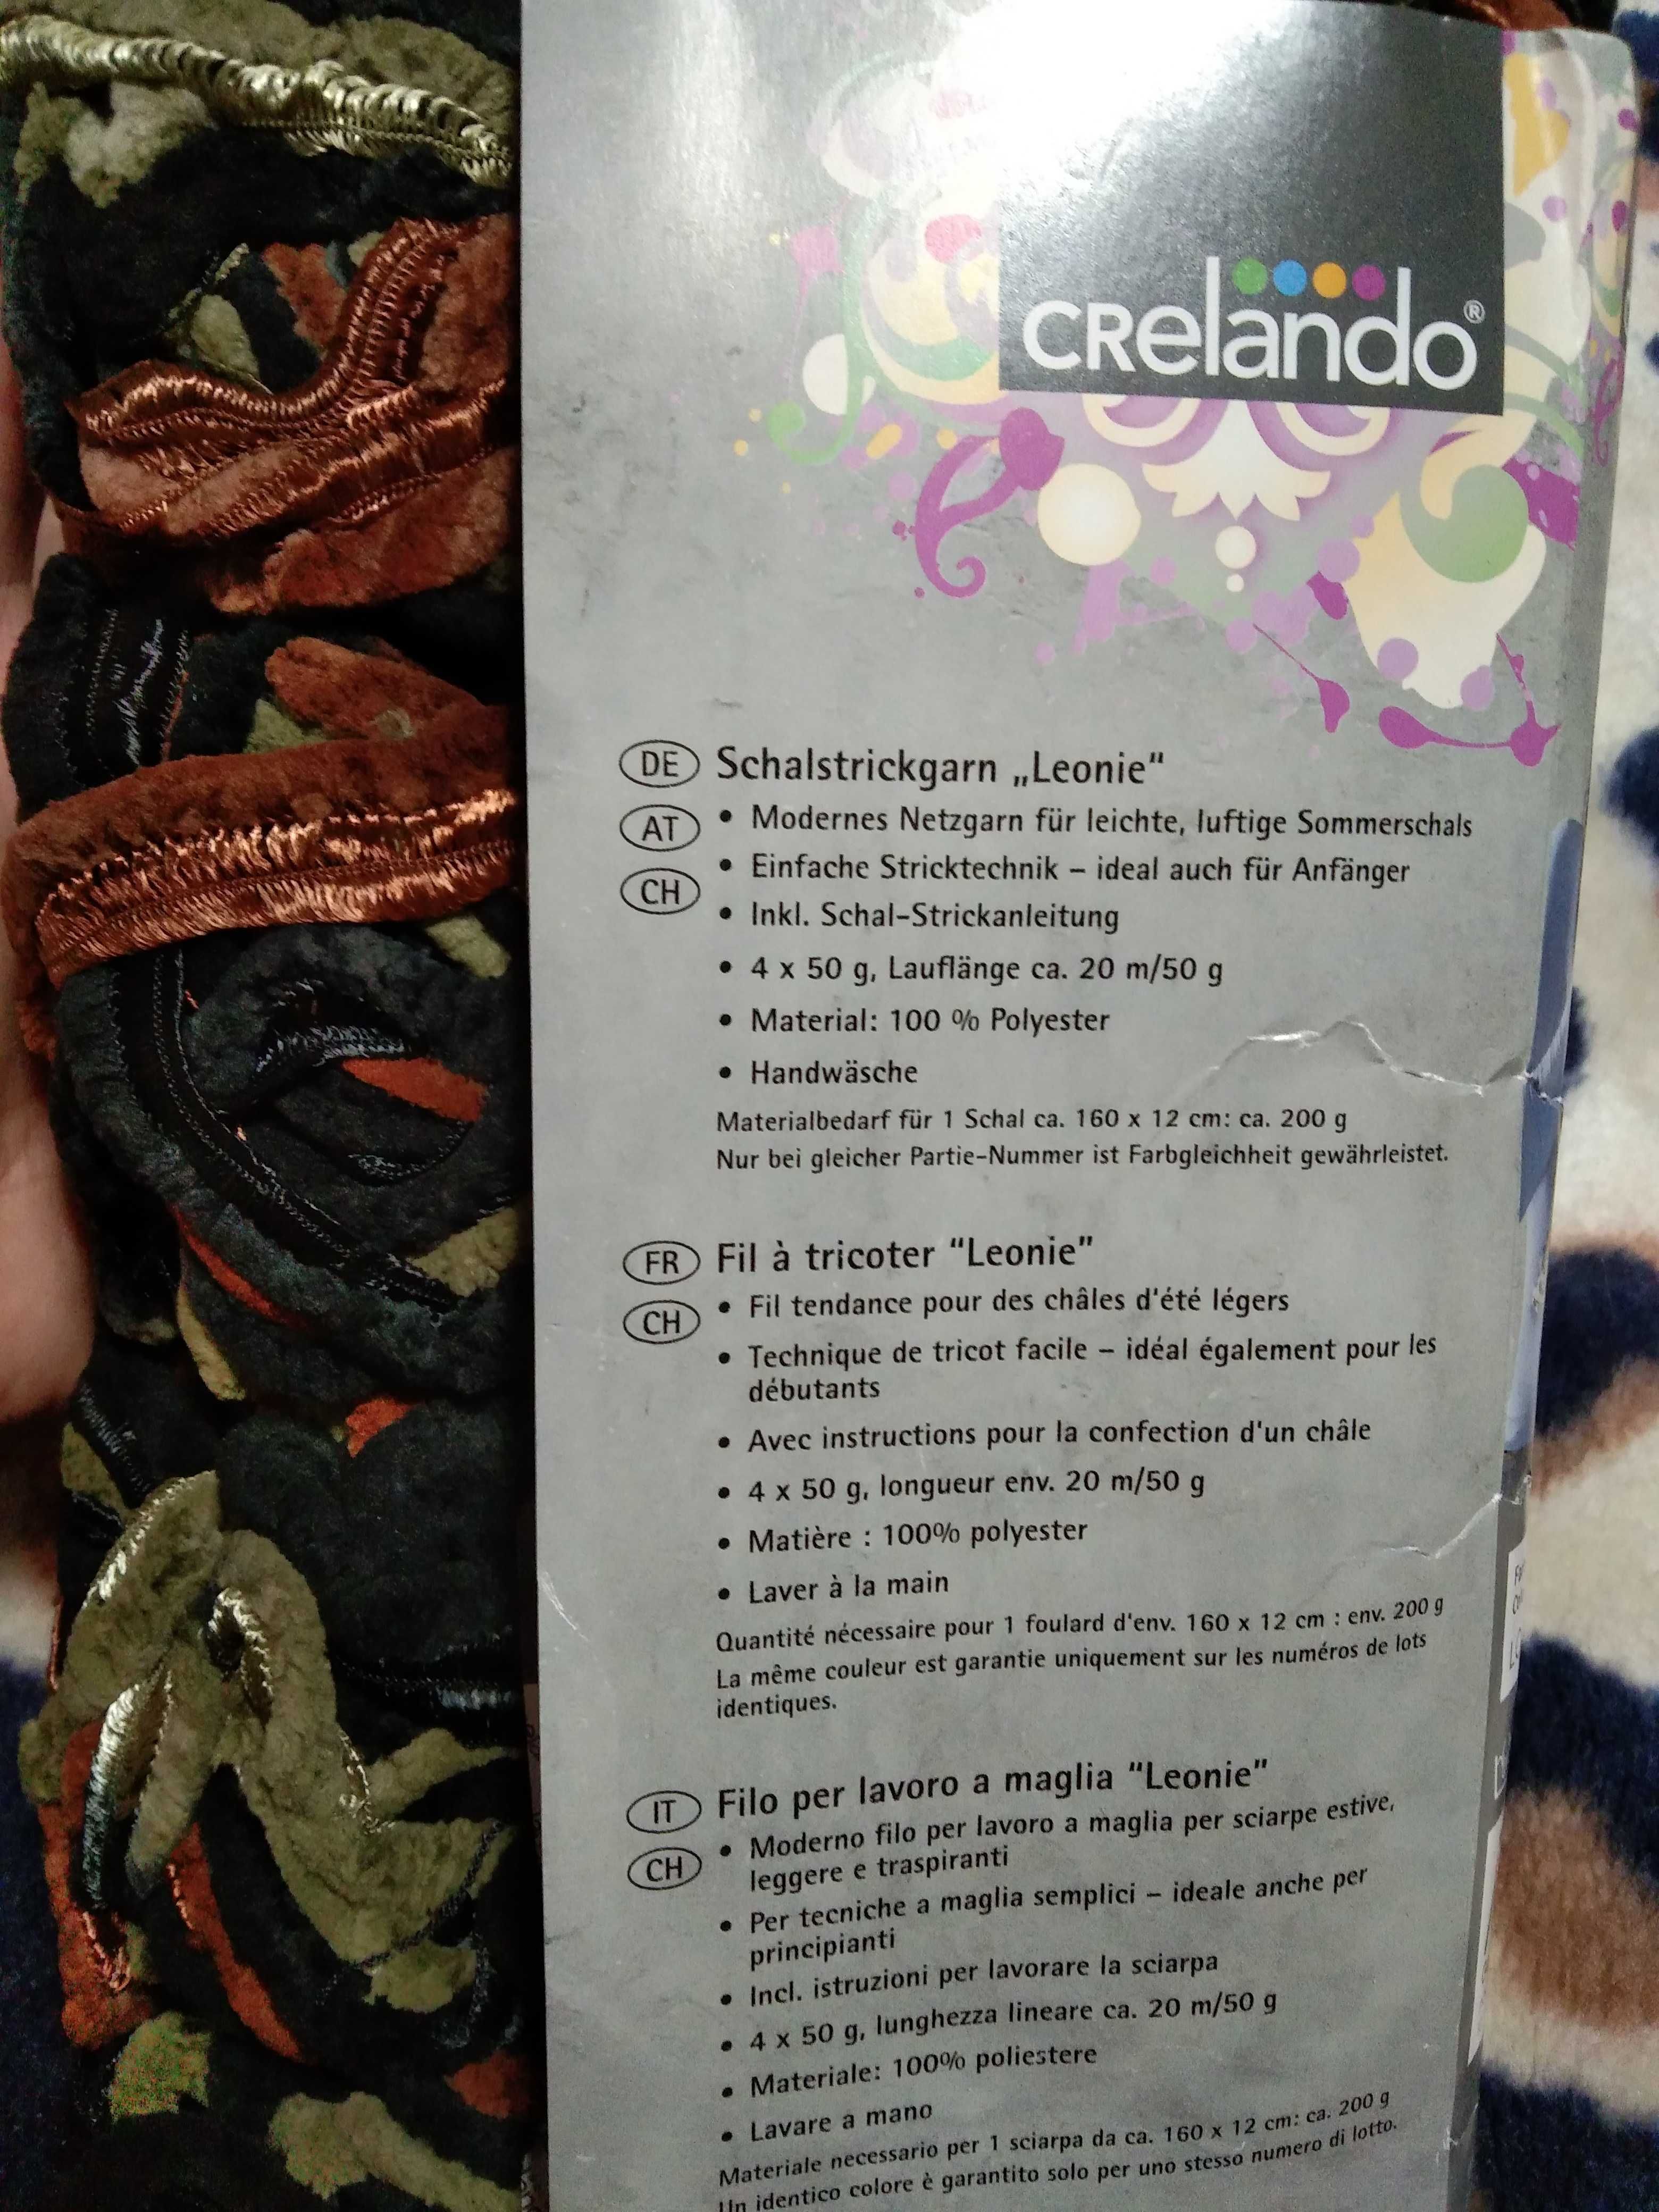 CRelando®
DE Schalstrickgarn „Leonie“
AT • Modernes Netzgarn für leichte, luftige Sommerschals
CH • Einfache Stricktechnik – ideal auch für Anfänger
• Inkl. Schal-Strickanleitung
• 4 x 50 g, Lauflänge ca. 20 m/50 g
• Material: 100 % Polyester
• Handwäsche
Materialbedarf für 1 Schal ca. 160 x 12 cm: ca. 200 g
Nur bei gleicher Partie-Nummer ist Farbgleichheit gewährleistet.
FR Fil à tricoter “Leonie”
CH • Fil tendance pour des châles d'été légers
• Technique de tricot facile – idéal également pour les
débutants
• Avec instructions pour la confection d'un châle
• 4 x 50 g, longueur env. 20 m/50 g
• Matière : 100% polyester
• Laver à la main
Quantité nécessaire pour 1 foulard d'env. 160 x 12 cm : env. 200 g
La même couleur est garantie uniquement sur les numéros de lots
identiques.
IT Filo per lavoro a maglia “Leonie”
CH • Moderno filo per lavoro a maglia per sciarpe estive,
leggere e traspiranti
• Per tecniche a maglia semplici – ideale anche per
principianti
• Incl. istruzioni per lavorare la sciarpa
• 4 x 50 g, lunghezza lineare ca. 20 m/50 g
• Materiale: 100% poliestere
• Lavare a mano
Materiale necessario per 1 sciarpa da ca. 160 x 12 cm: ca. 200 g
Un identico colore è garantito solo per uno stesso numero di lotto.